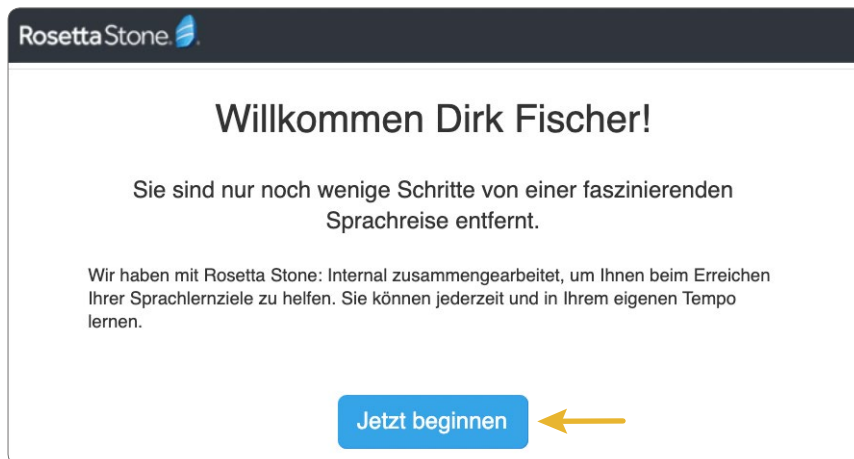 RosettaStone.
Willkommen Dirk Fischer!
Sie sind nur noch wenige Schritte von einer faszinierenden
Sprachreise entfernt.
Wir haben mit Rosetta Stone: Internal zusammengearbeitet, um Ihnen beim Erreichen
Ihrer Sprachlernziele zu helfen. Sie können jederzeit und in Ihrem eigenen Tempo
lernen.
Jetzt beginnen